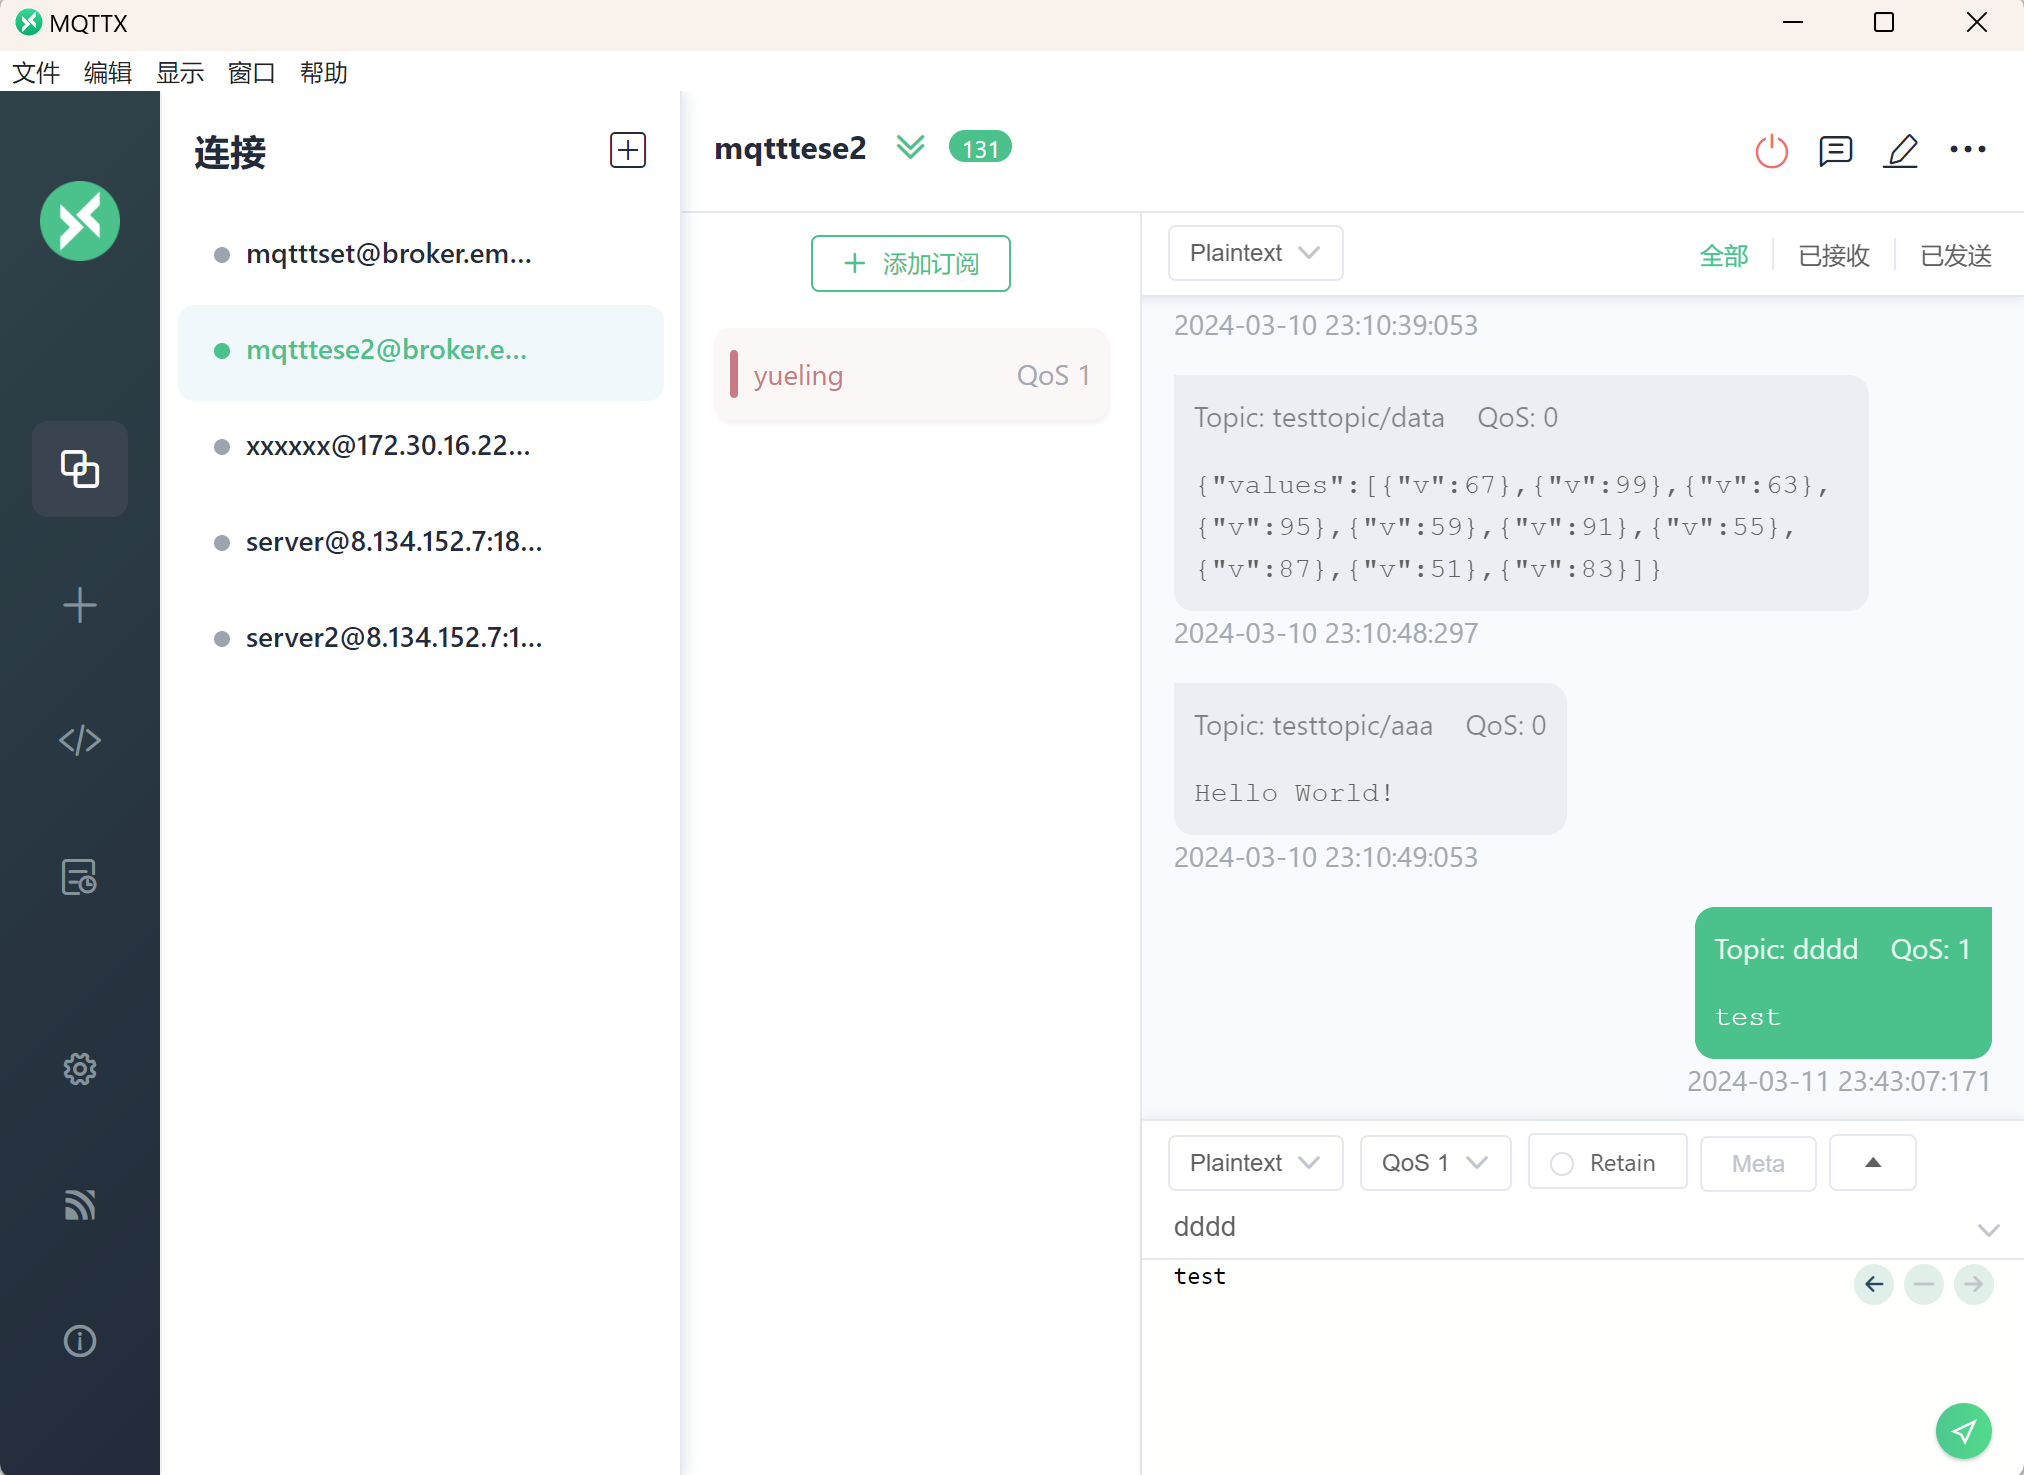 MQTTX
文件 编辑 显示 窗口 帮助
连接
mqtttset@broker.em...
mqtttese2@broker.e...
xxxxxx@172.30.16.22...
server@8.134.152.7:18...
server2@8.134.152.7:1...
mqtttese2 131
添加订阅
yueling QoS 1
Plaintext 全部 已接收 已发送
2024-03-10 23:10:39:053
Topic: testtopic/data QoS: 0
{"values":[{"v":67},{"v":99},{"v":63},
{"v":95},{"v":59},{"v":91},{"v":55},
{"v":87},{"v":51},{"v":83}]}
2024-03-10 23:10:48:297
Topic: testtopic/aaa QoS: 0
Hello World!
2024-03-10 23:10:49:053
Topic: dddd QoS: 1
test
2024-03-11 23:43:07:171
Plaintext QoS 1 Retain Meta
dddd
test